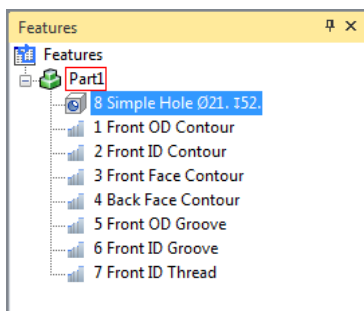 Features
Features
Part1
8 Simple Hole Ø21. ↧52.
1 Front OD Contour
2 Front ID Contour
3 Front Face Contour
4 Back Face Contour
5 Front OD Groove
6 Front ID Groove
7 Front ID Thread